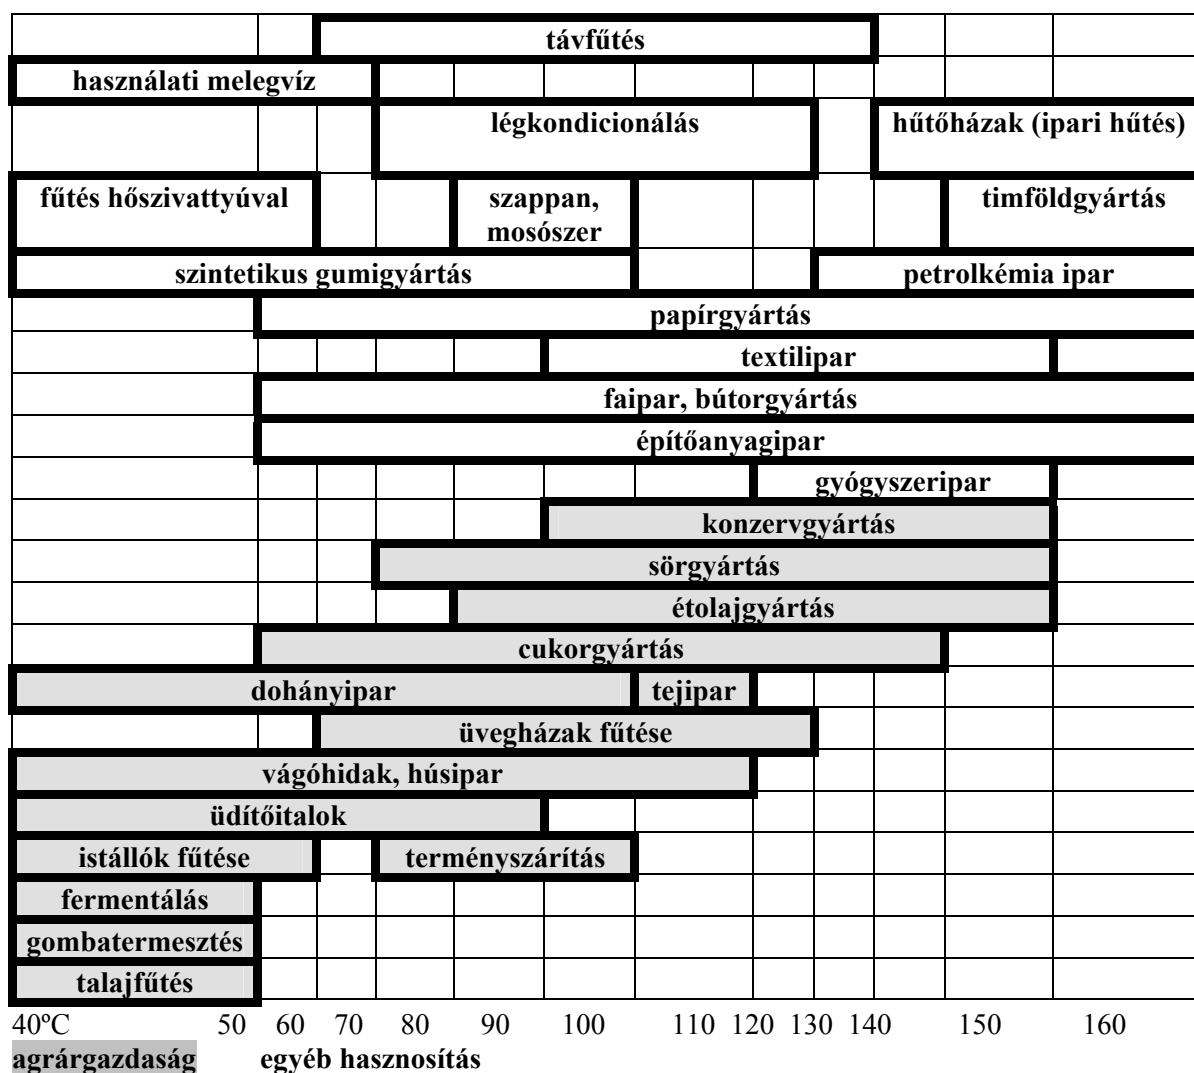 távfűtés
használati melegvíz
légkondicionálás hűtőházak (ipari hűtés)
fűtés hőszivattyúval szappan, timföldgyártás
mosószer
szintetikus gumigyártás petrolkémia ipar
papírgyártás
textilipar
faipar, bútorgyártás
építőanyagipar
gyógyszeripar
konzervgyártás
sörgyártás
étolajgyártás
cukorgyártás
dohányipar tejipar
üvegházak fűtése
vágóhidak, húsipar
üdítőitalok
istállók fűtése terményszárítás
fermentálás
gombatermesztés
talajfűtés
40ºC 50 60 70 80 90 100 110 120 130 140 150 160
agrárgazdaság egyéb hasznosítás